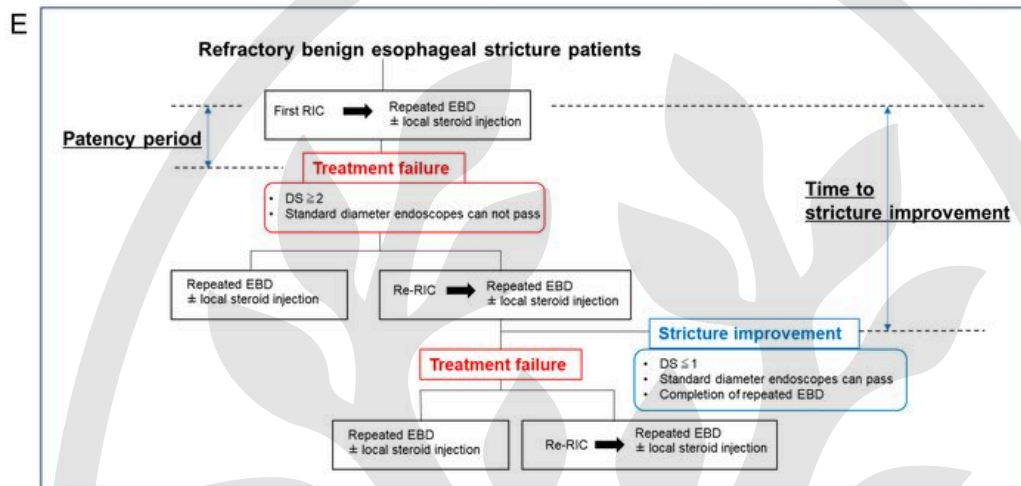 E
Refractory benign esophageal stricture patients
First RIC
Repeated EBD
± local steroid injection
Patency period
Treatment failure
• DS≧2
• Standard diameter endoscopes can not pass
Time to
stricture improvement
Repeated EBD
± local steroid injection
Re-RIC
Repeated EBD
± local steroid injection
Stricture improvement
• DS≦1
• Standard diameter endoscopes can pass
• Completion of repeated EBD
Treatment failure
Repeated EBD
± local steroid injection
Re-RIC
Repeated EBD
± local steroid injection